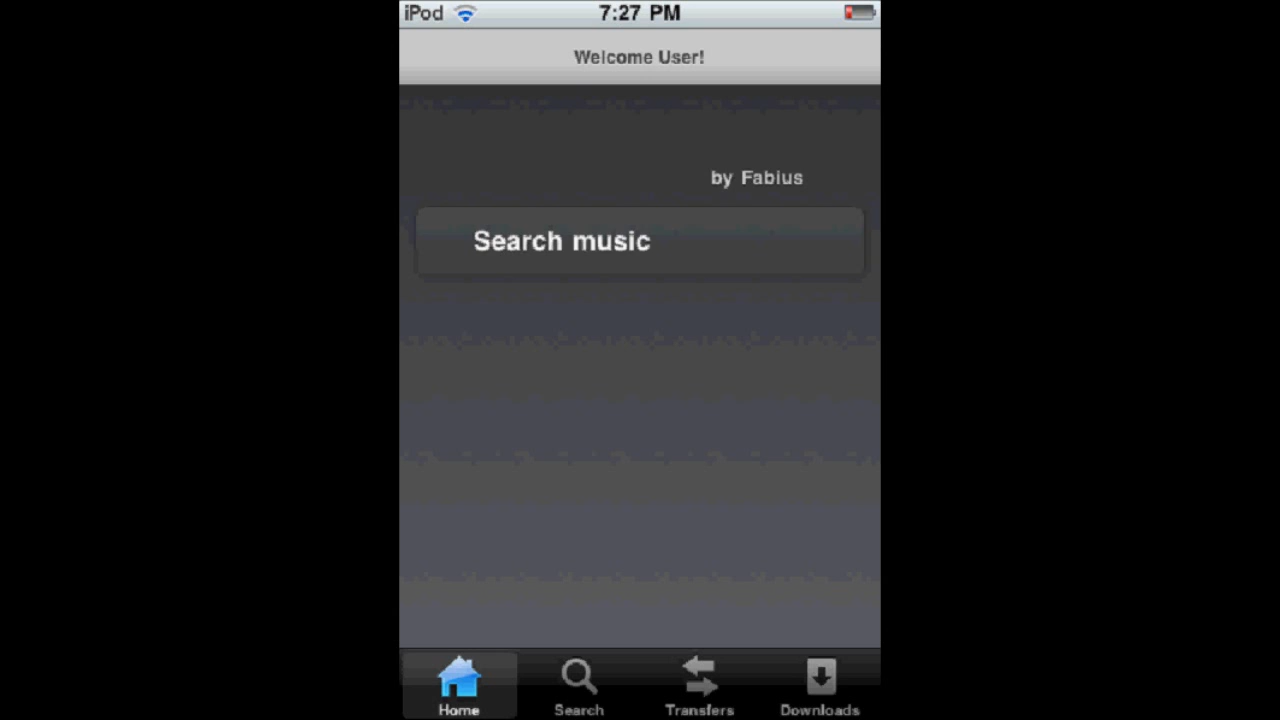 iPod 7:27 PM
Welcome User!
by Fabius
Search music
Home Search Transfers Downloads